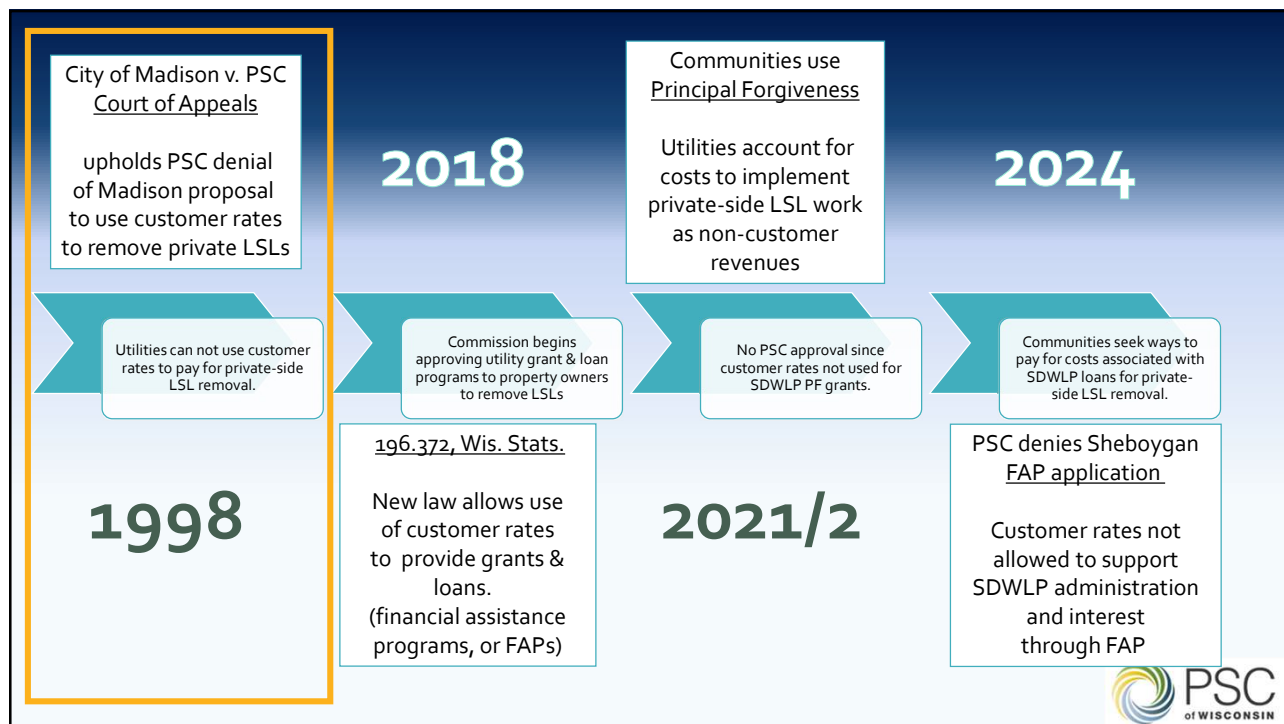 City of Madison v. PSC
Court of Appeals
upholds PSC denial
of Madison proposal
to use customer rates
to remove private LSLs
Utilities can not use customer
rates to pay for private-side
LSL removal.
1998
2018
Commission begins
approving utility grant & loan
programs to property owners
to remove LSLs
196.372, Wis. Stats.
New law allows use
of customer rates
to provide grants &
loans.
(financial assistance
programs, or FAPs)
Communities use
Principal Forgiveness
Utilities account for
costs to implement
private-side LSL work
as non-customer
revenues
No PSC approval since
customer rates not used for
SDWLP PF grants.
2021/2
2024
Communities seek ways to
pay for costs associated with
SDWLP loans for private-
side LSL removal.
PSC denies Sheboygan
FAP application
Customer rates not
allowed to support
SDWLP administration
and interest
through FAP
PSC
of WISCONSIN